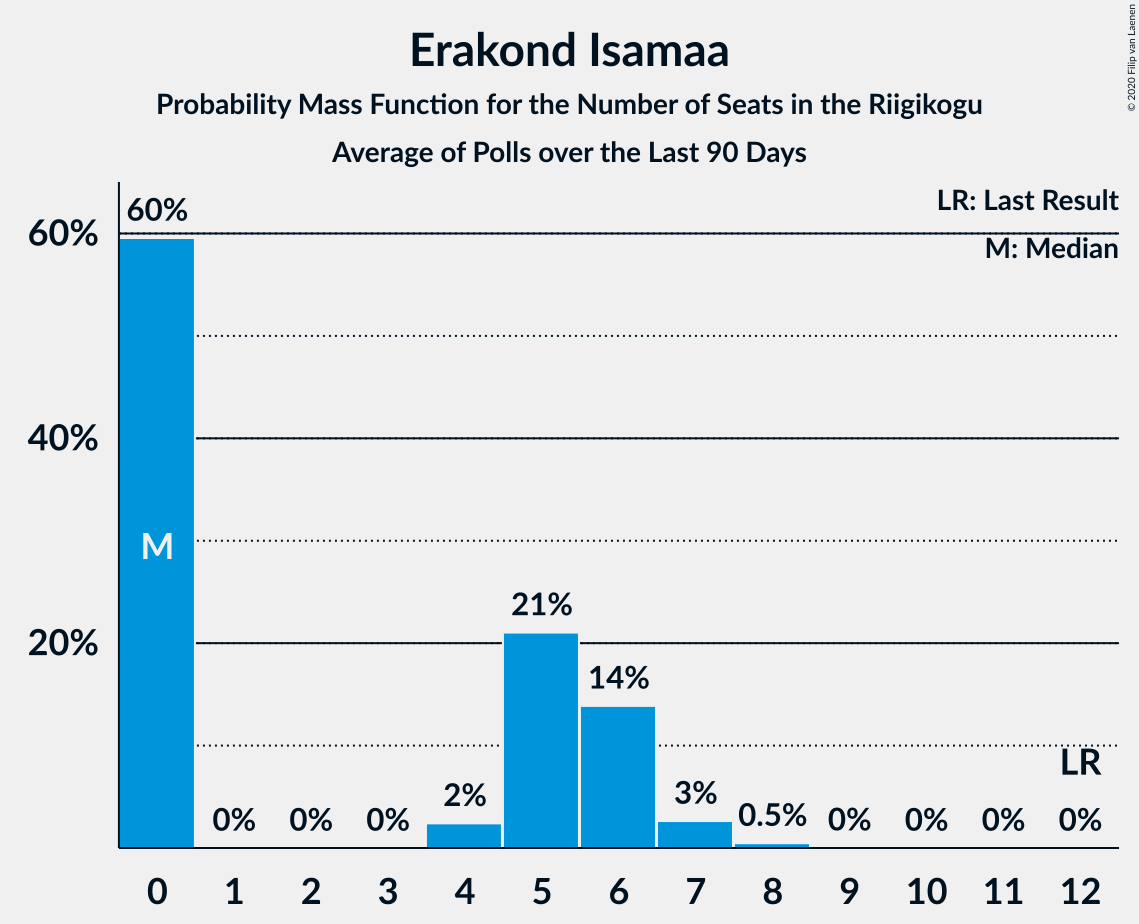 Erakond Isamaa
Probability Mass Function for the Number of Seats in the Riigikogu
Average of Polls over the Last 90 Days
© 2020 Filip van Laenen
LR: Last Result
M: Median
60%
40%
20%
60%
0%
0%
0%
2%
21%
14%
3%
0.5%
0%
0%
0%
0%
M
LR
0 1 2 3 4 5 6 7 8 9 10 11 12